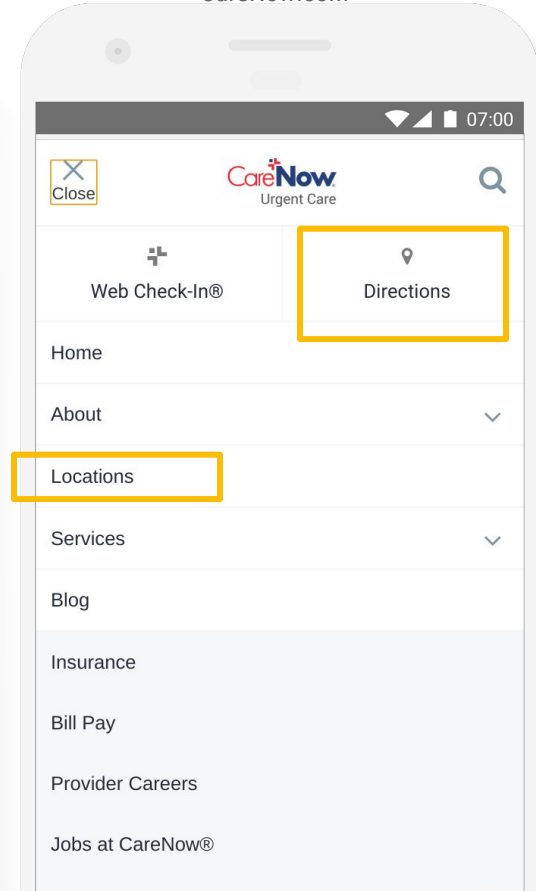 07:00
Close
CareNow
Urgent Care
Web Check-In®
Directions
Home
About
Locations
Services
Blog
Insurance
Bill Pay
Provider Careers
Jobs at CareNow®